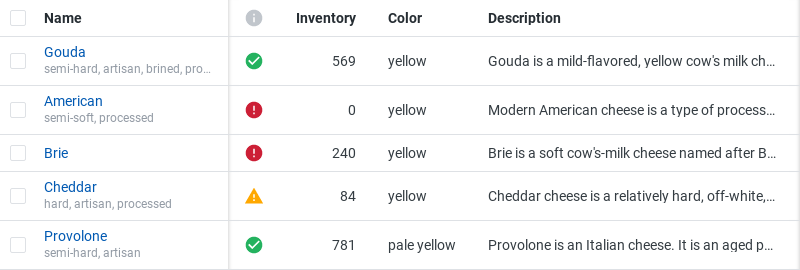 Name Inventory Color Description
Gouda 569 yellow Gouda is a mild-flavored, yellow cow's milk ch...
semi-hard, artisan, brined, pro...
American 0 yellow Modern American cheese is a type of process...
semi-soft, processed
Brie 240 yellow Brie is a soft cow's-milk cheese named after B...
Cheddar 84 yellow Cheddar cheese is a relatively hard, off-white,...
hard, artisan, processed
Provolone 781 pale yellow Provolone is an Italian cheese. It is an aged p...
semi-hard, artisan